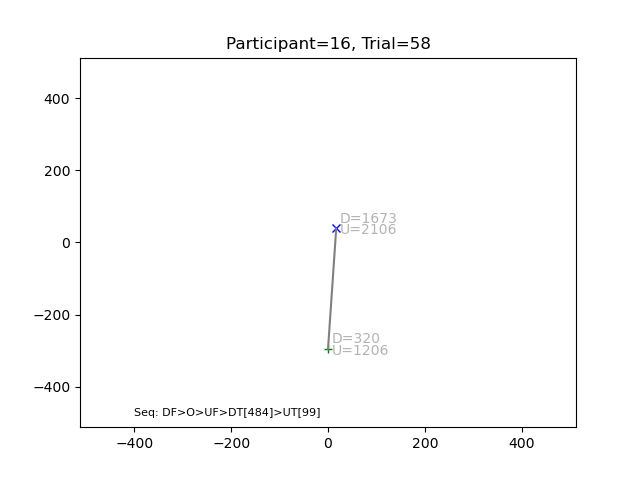 Participant=16, Trial=58
400
200
0
−200
−400
D=1673
U=2106
D=320
U=1206
Seq: DF>O>UF>DT[484]>UT[99]
−400
−200
0
200
400